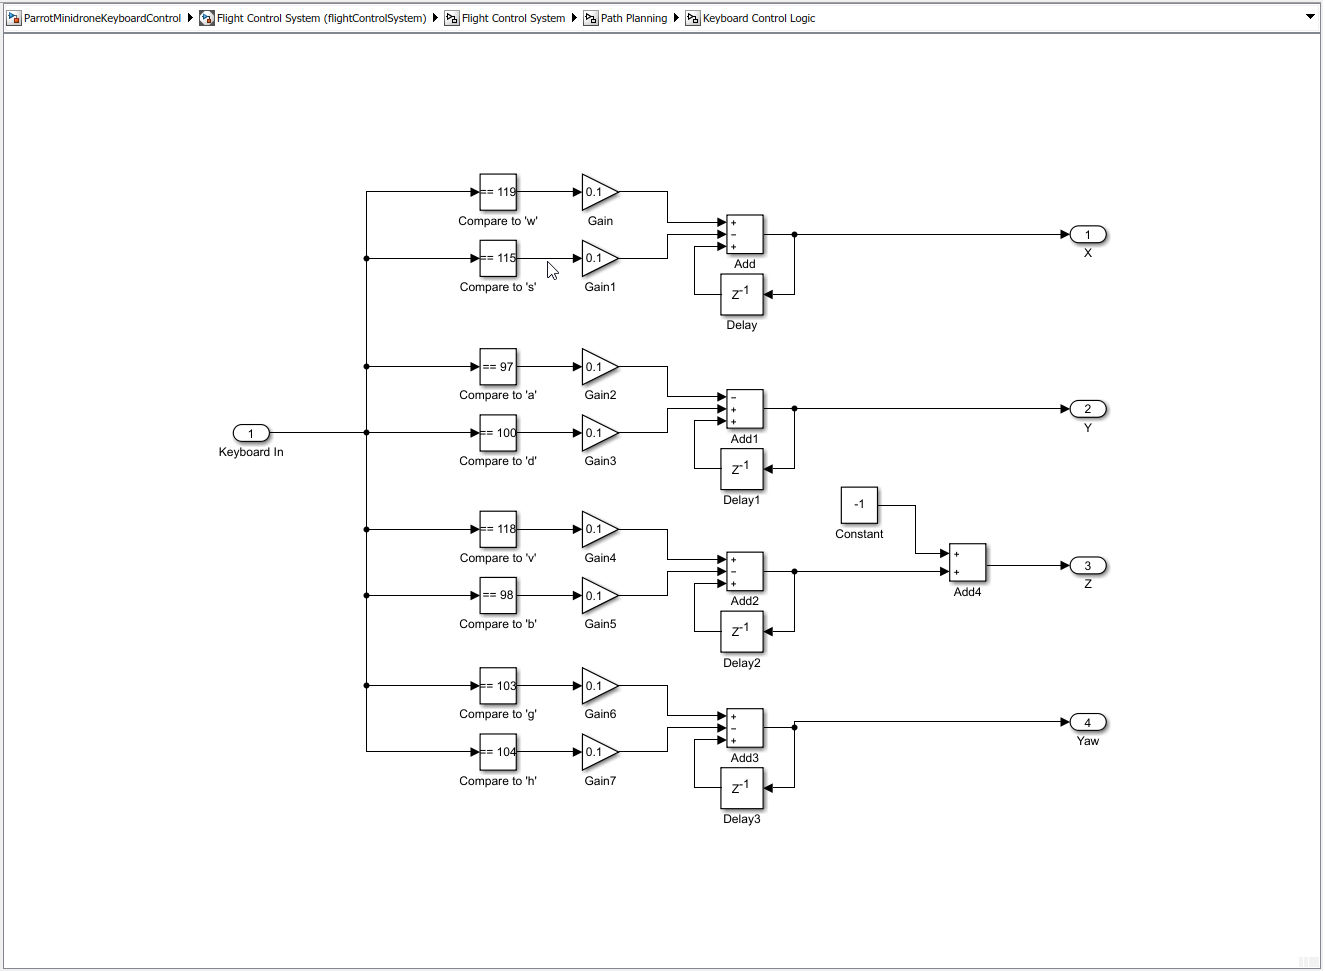 ParrotMinidroneKeyboardControl Flight Control System (flightControlSystem) Flight Control System Path Planning Keyboard Control Logic
== 119
Compare to 'w'
0.1
Gain
== 115
Compare to 's'
0.1
Gain1
+
−
+
Add
Z-1
Delay
1
X
== 97
Compare to 'a'
0.1
Gain2
== 100
Compare to 'd'
0.1
Gain3
−
+
+
Add1
Z-1
Delay1
2
Y
1
Keyboard In
== 118
Compare to 'v'
0.1
Gain4
== 98
Compare to 'b'
0.1
Gain5
+
−
+
Add2
Z-1
Delay2
-1
Constant
+
+
Add4
3
Z
== 103
Compare to 'g'
0.1
Gain6
== 104
Compare to 'h'
0.1
Gain7
+
−
+
Add3
Z-1
Delay3
4
Yaw